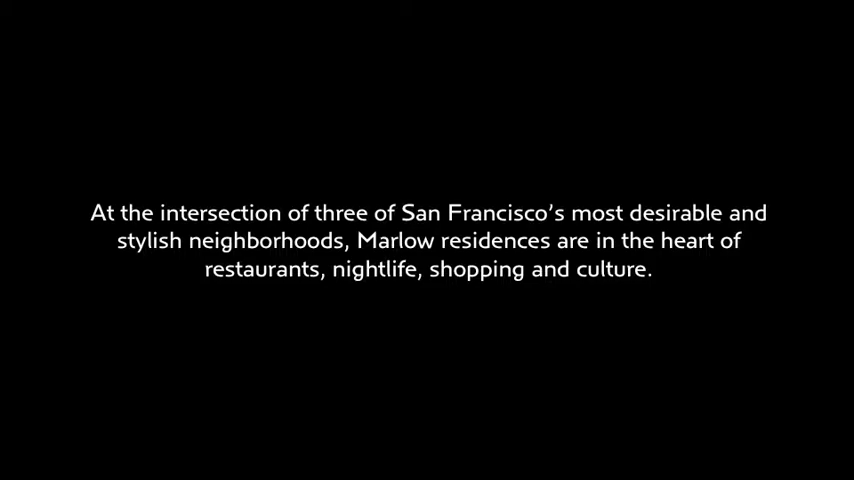 At the intersection of three of San Francisco’s most desirable and
stylish neighborhoods, Marlow residences are in the heart of
restaurants, nightlife, shopping and culture.